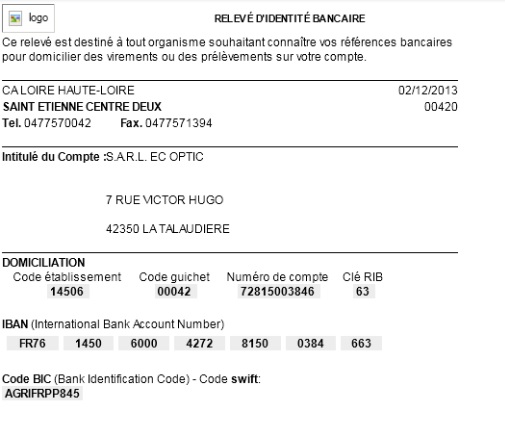 logo
RELEVÉ D'IDENTITÉ BANCAIRE
Ce relevé est destiné à tout organisme souhaitant connaître vos références bancaires
pour domicilier des virements ou des prélèvements sur votre compte.
CA LOIRE HAUTE-LOIRE 02/12/2013
SAINT ETIENNE CENTRE DEUX 00420
Tel. 0477570042 Fax. 0477571394
Intitulé du Compte :S.A.R.L. EC OPTIC
7 RUE VICTOR HUGO
42350 LA TALAUDIERE
DOMICILIATION
Code établissement Code guichet Numéro de compte Clé RIB
14506 00042 72815003846 63
IBAN (International Bank Account Number)
FR76 1450 6000 4272 8150 0384 663
Code BIC (Bank Identification Code) - Code swift:
AGRIFRPP845